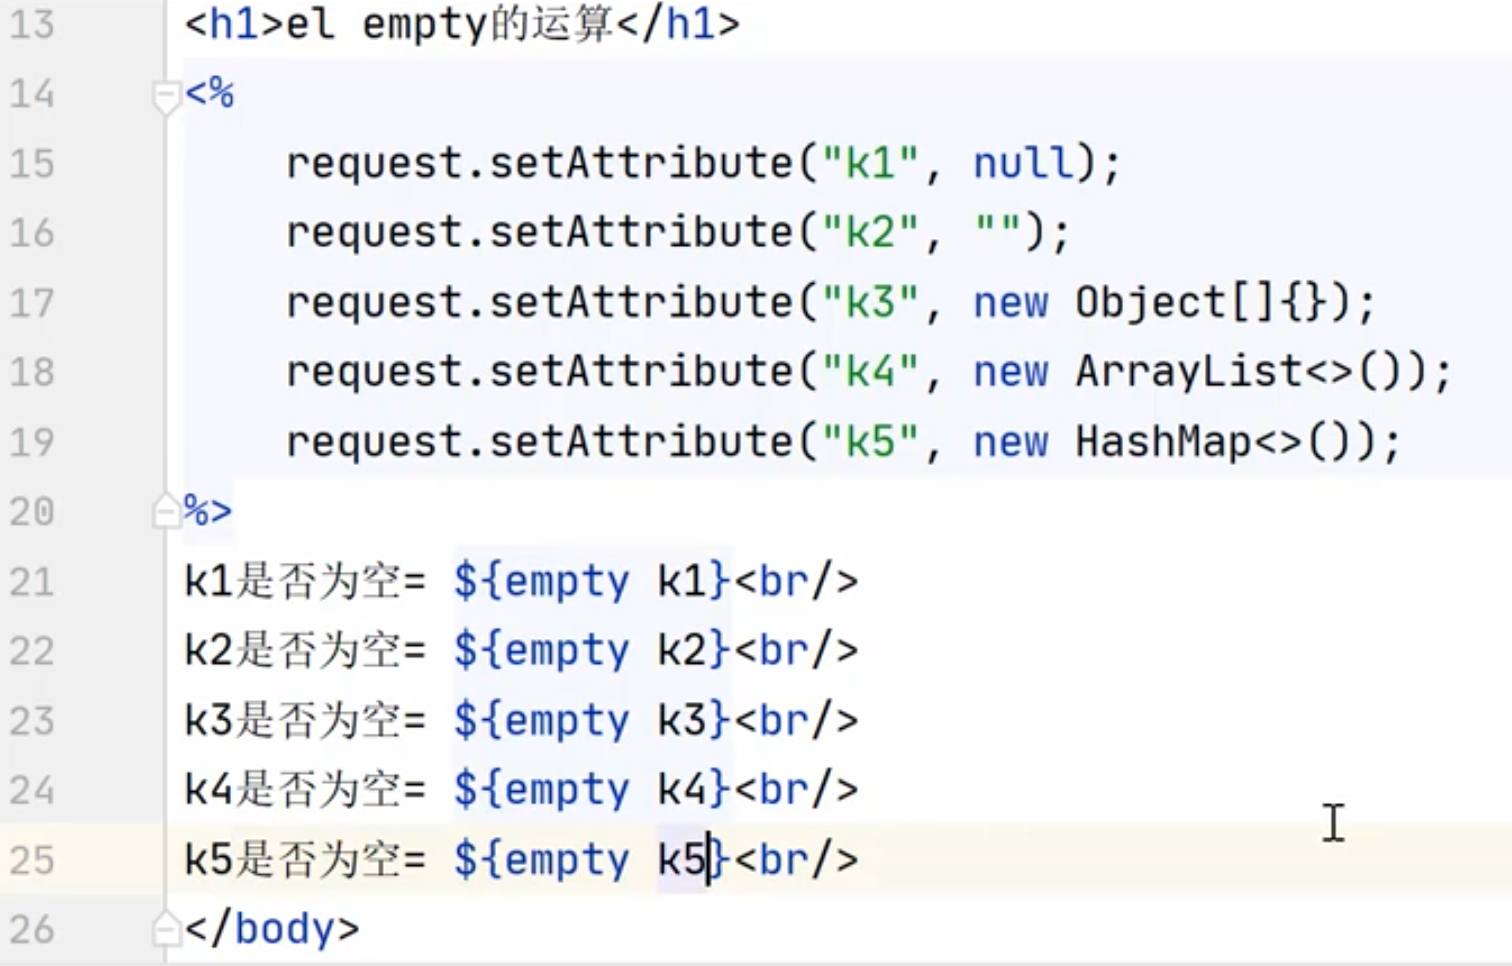 13 <h1>el empty的运算</h1>
14 <%
15 request.setAttribute("k1", null);
16 request.setAttribute("k2", "");
17 request.setAttribute("k3", new Object[]{});
18 request.setAttribute("k4", new ArrayList<>());
19 request.setAttribute("k5", new HashMap<>());
20 %>
21 k1是否为空= ${empty k1}<br/>
22 k2是否为空= ${empty k2}<br/>
23 k3是否为空= ${empty k3}<br/>
24 k4是否为空= ${empty k4}<br/>
25 k5是否为空= ${empty k5}<br/>
26 </body>